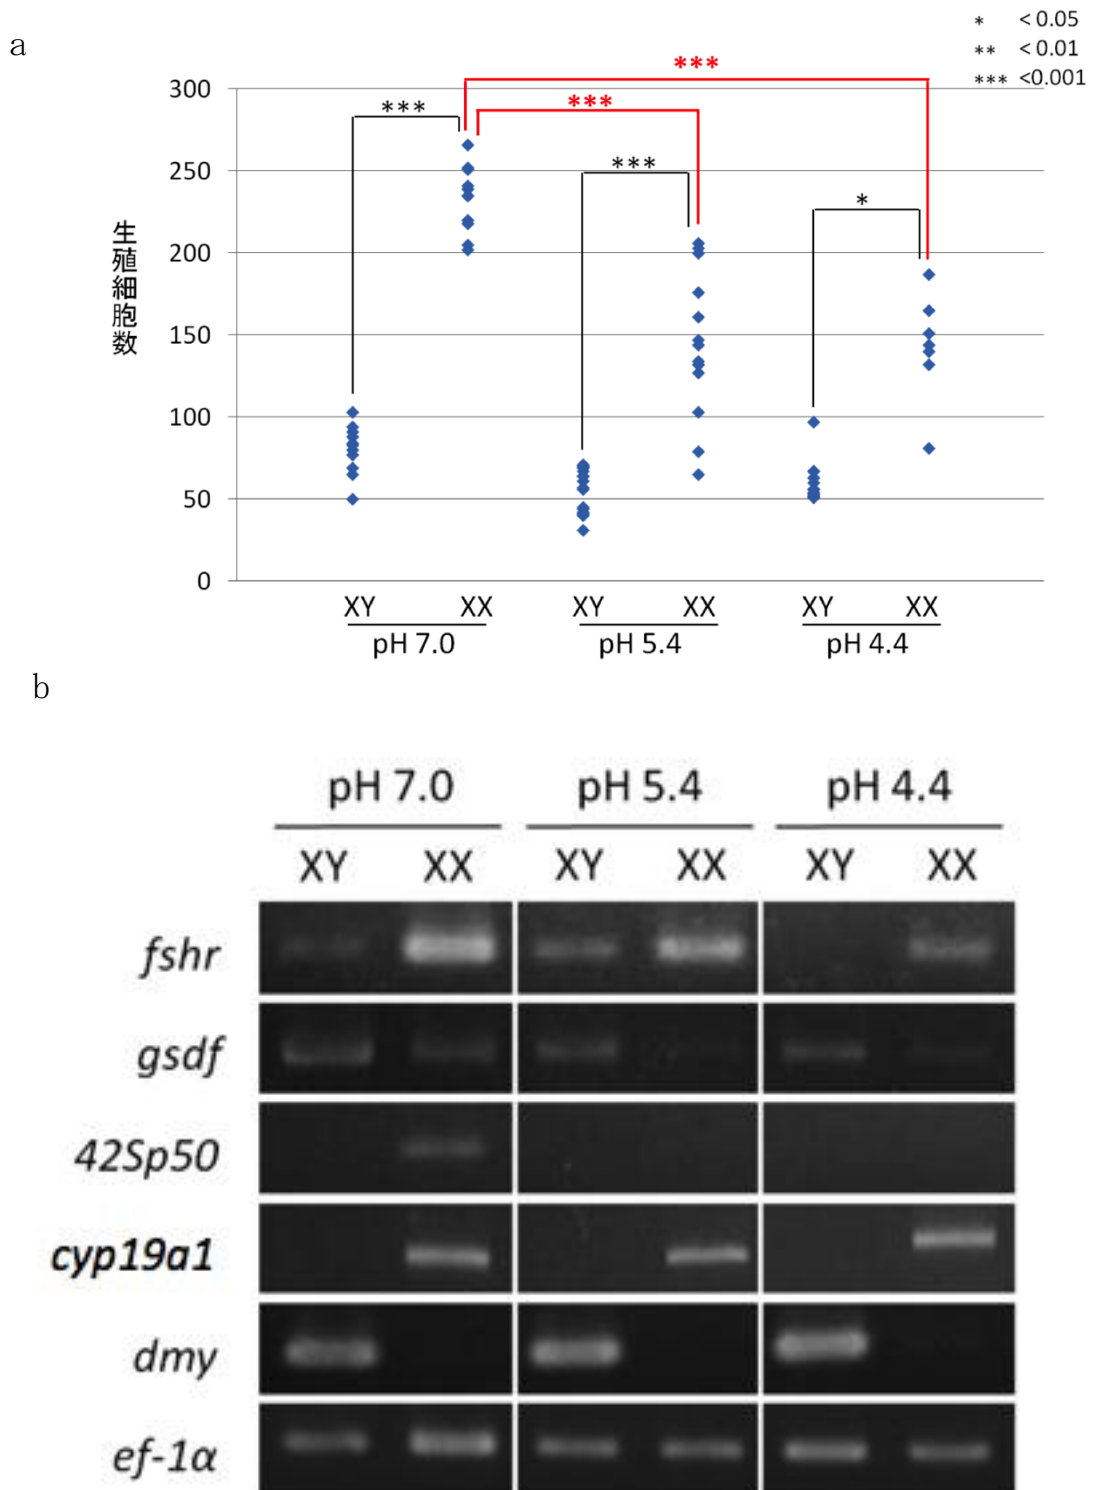 a
* < 0.05
** < 0.01
*** <0.001
***
300
***
***
250
***
*
200
生殖細胞数
150
100
50
0
XY XX XY XX XY XX
pH 7.0 pH 5.4 pH 4.4
b
pH 7.0 pH 5.4 pH 4.4
XY XX XY XX XY XX
fshr
gsdf
42Sp50
cyp19a1
dmy
ef-1α